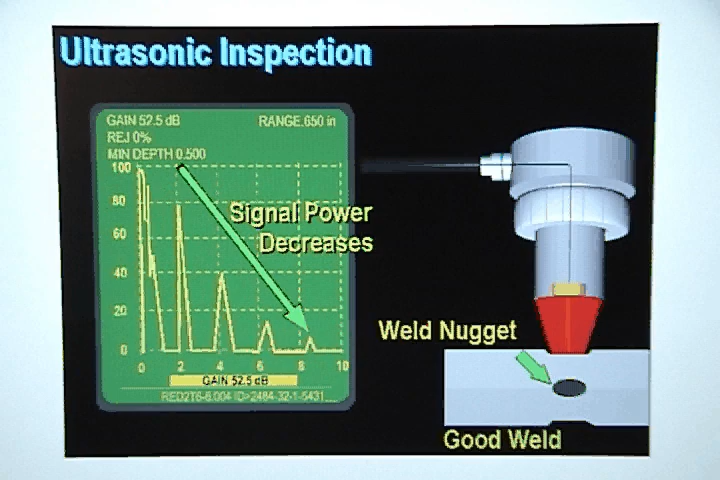 Ultrasonic Inspection
GAIN 52.5 dB
RANGE.650 in
REJ 0%
MIN DEPTH 0.500
100
80
60
40
20
0
0 2 4 6 8 10
Signal Power
Decreases
GAIN 52.5 dB
Weld Nugget
Good Weld